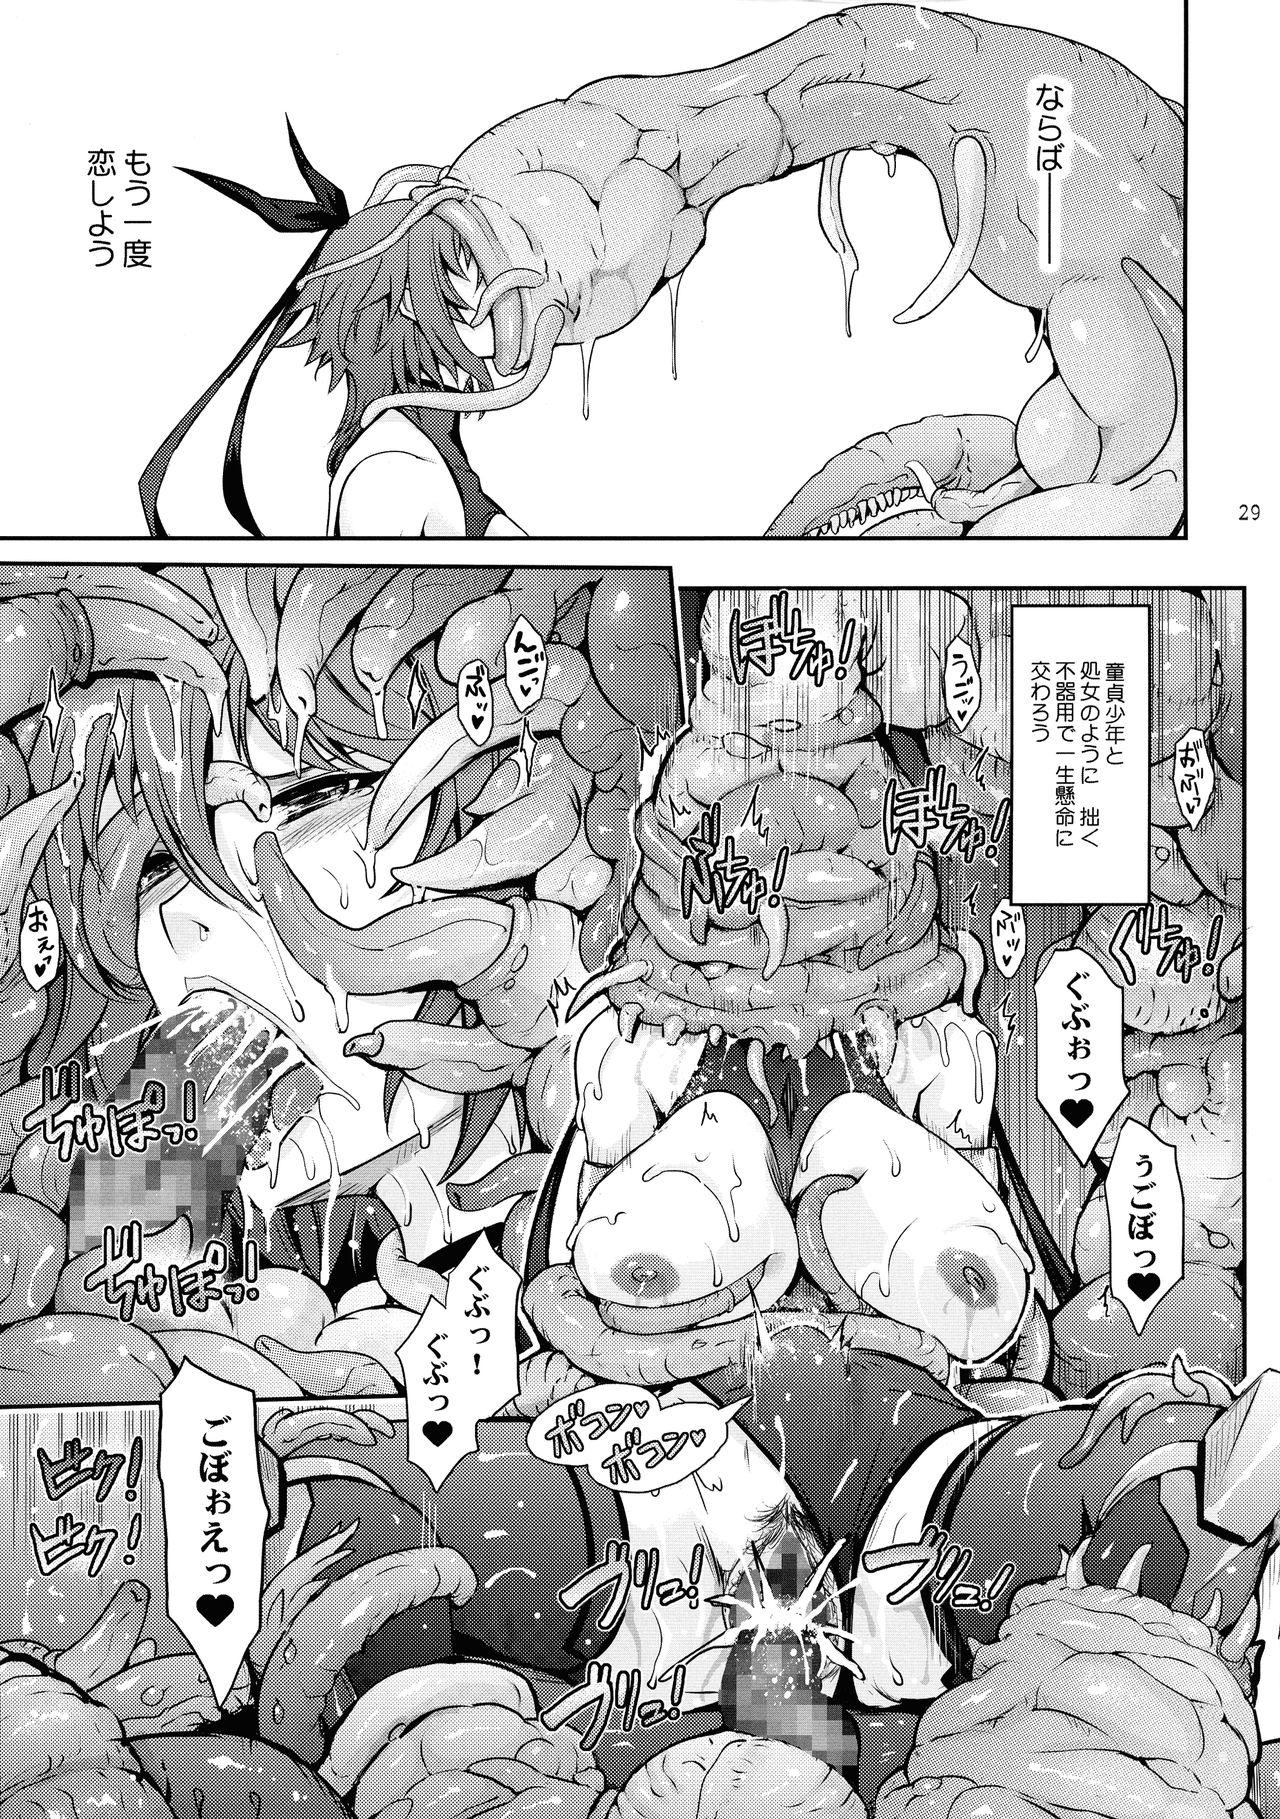 ならば――
もう一度
恋しよう
29
童貞少年と
処女のように 拙く
不器用で一生懸命に
交わろう
ぼちゅ！
うごッ♥
おぶっ♥
ぼちゅ！
ぶちゅ！
ぶッ♥
ぐちゅ！
ぐぶぉっ♥
うごぼっ♥
んごっ♥
ぶッ♥
おぇっ♥
ぢゅぽっ！
ぢゅぽっ！
ぐぶっ！
ぐぶっ♥
ボコン♥
ボコン♥
ごぼぉえっ♥
ビク！
ビク！
ブリュ！
ブリュ！
ブリュ！